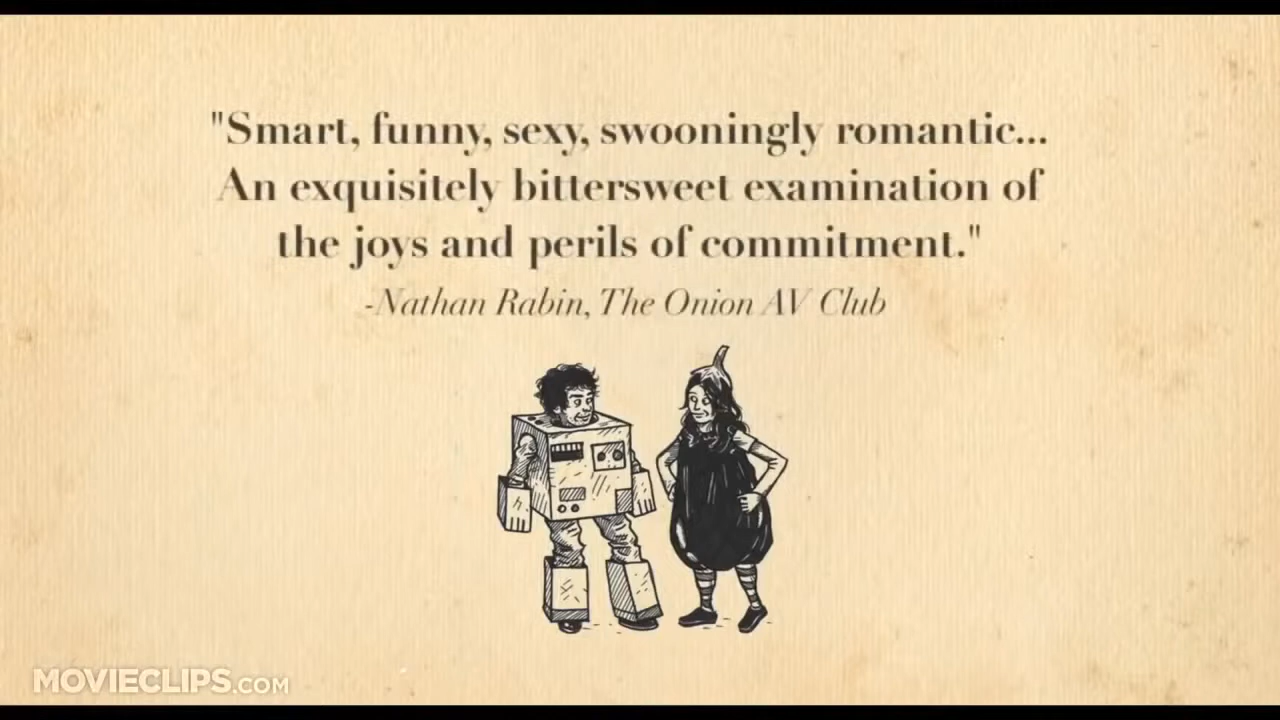 "Smart, funny, sexy, swooningly romantic...
An exquisitely bittersweet examination of
the joys and perils of commitment."
-Nathan Rabin, The Onion AV Club
MOVIECLIPS.COM